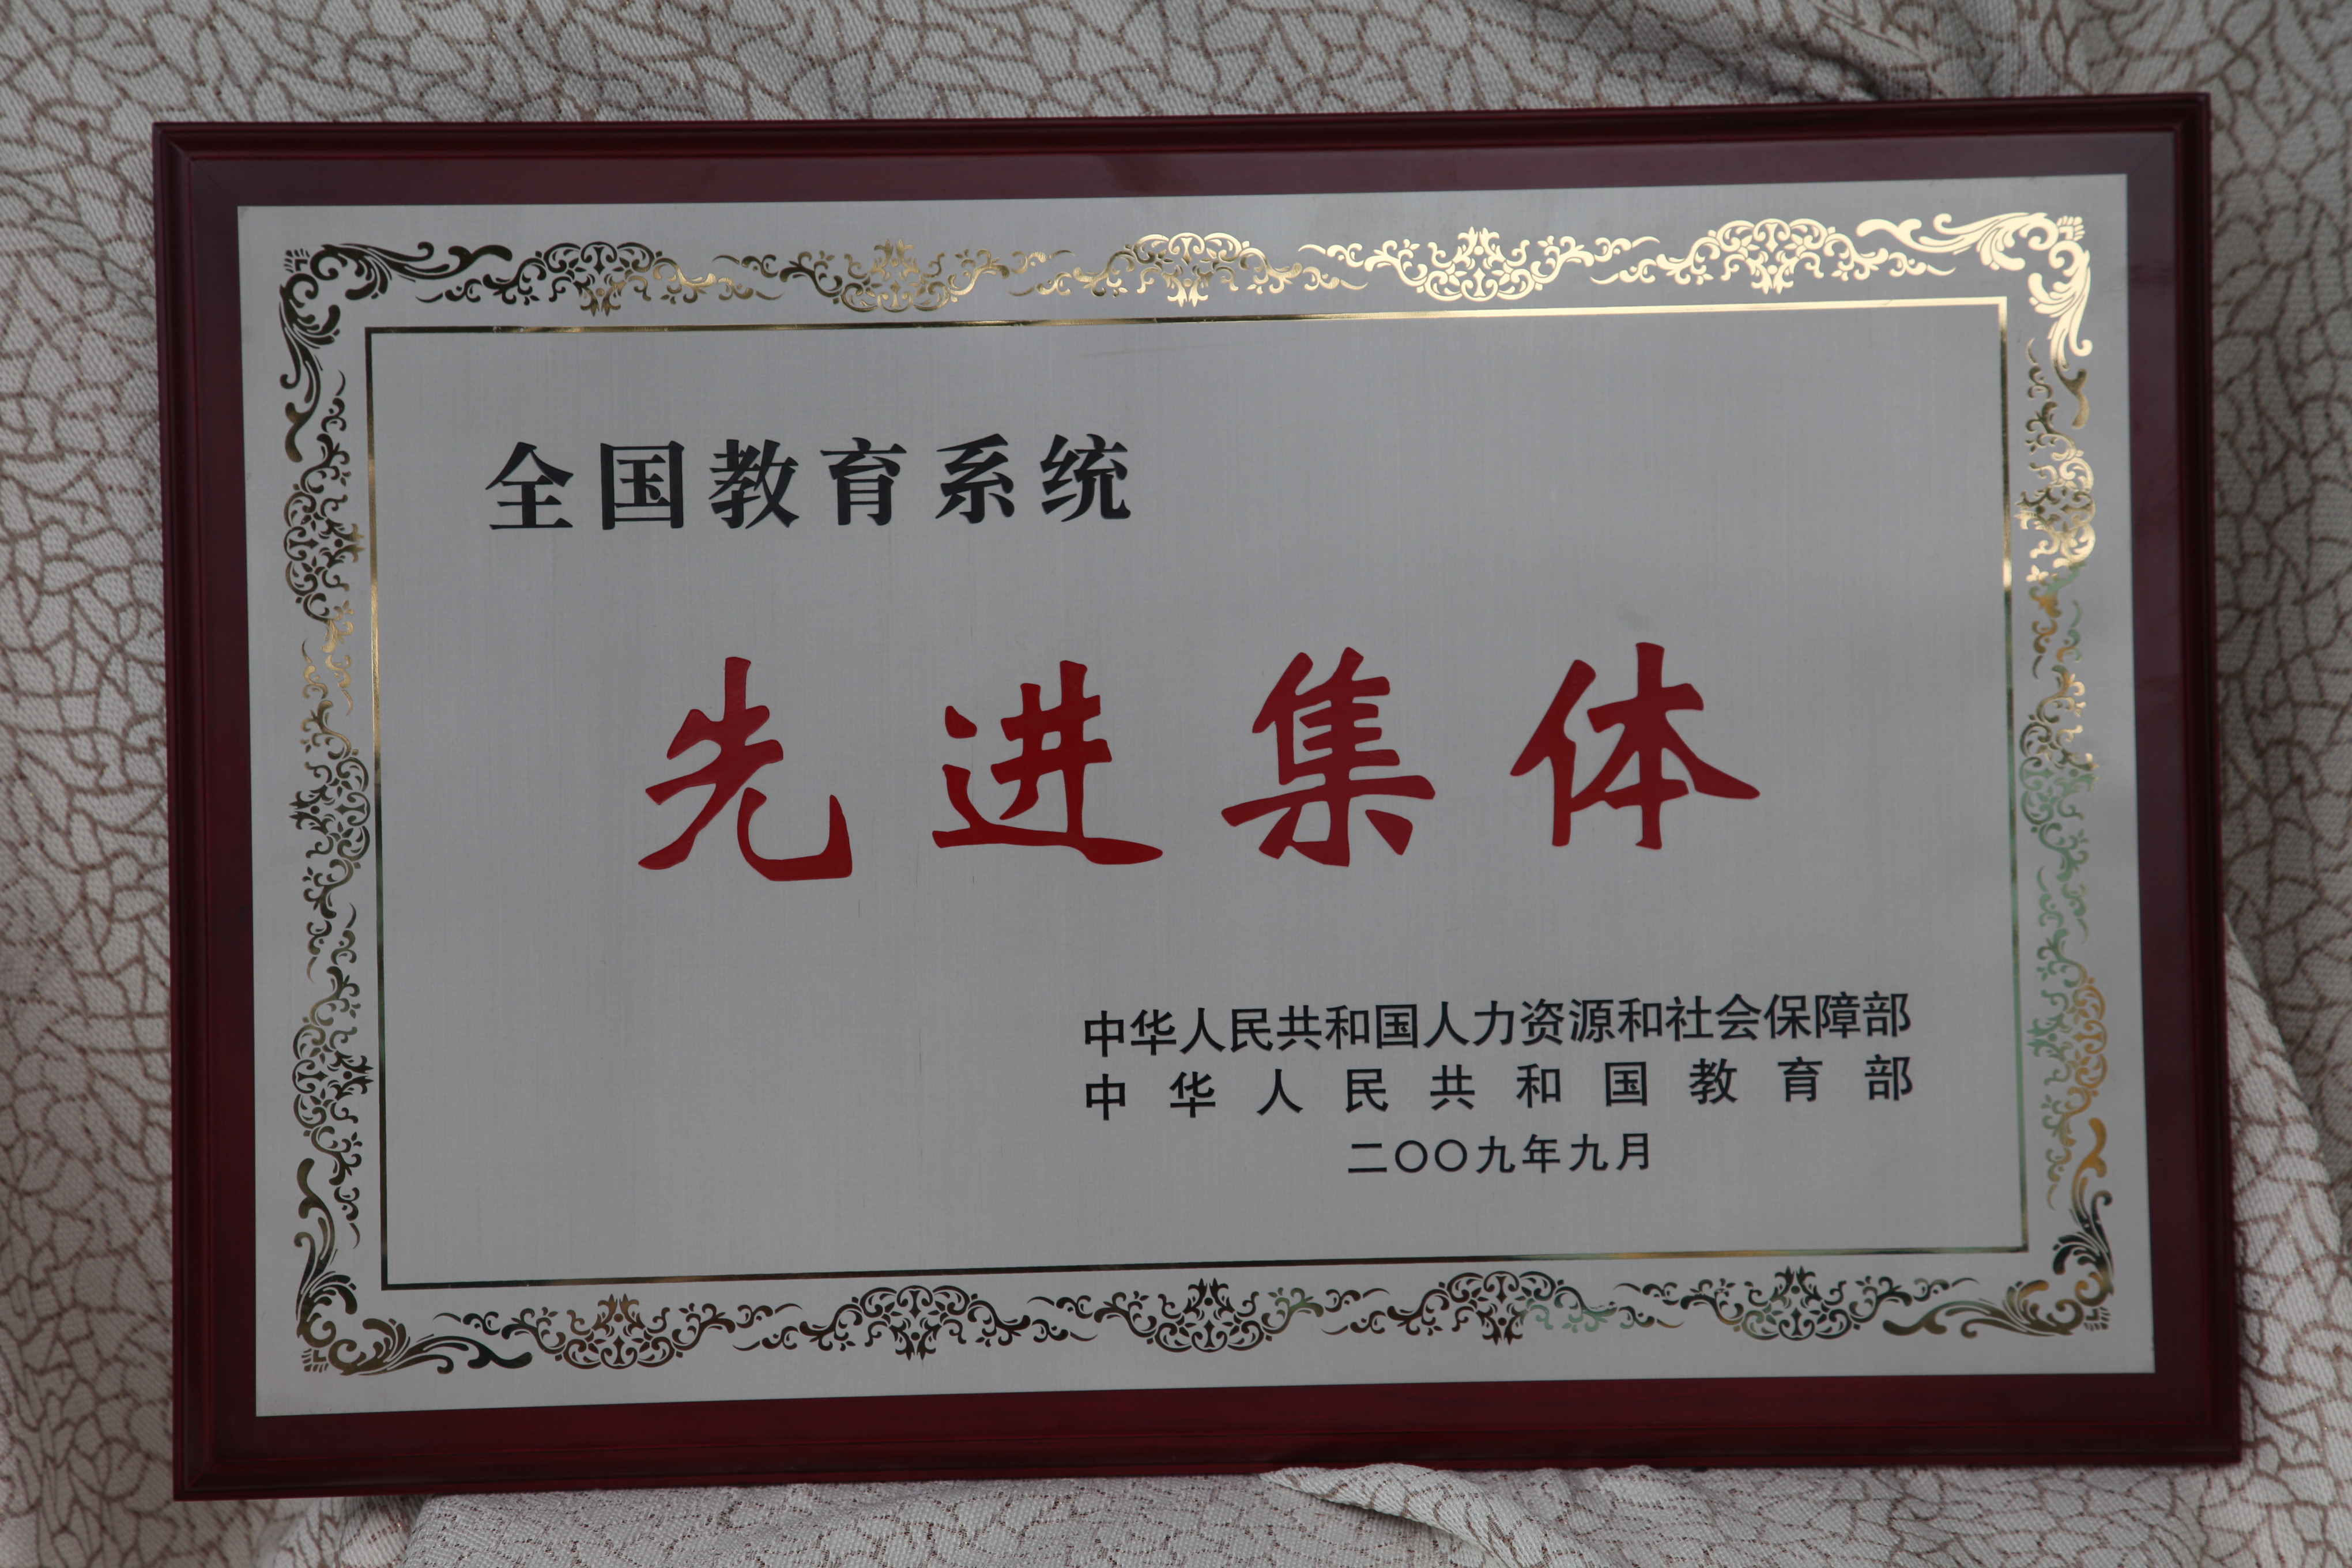 全国教育系统
先进集体
中华人民共和国人力资源和社会保障部
中华人民共和国教育部
二〇〇九年九月